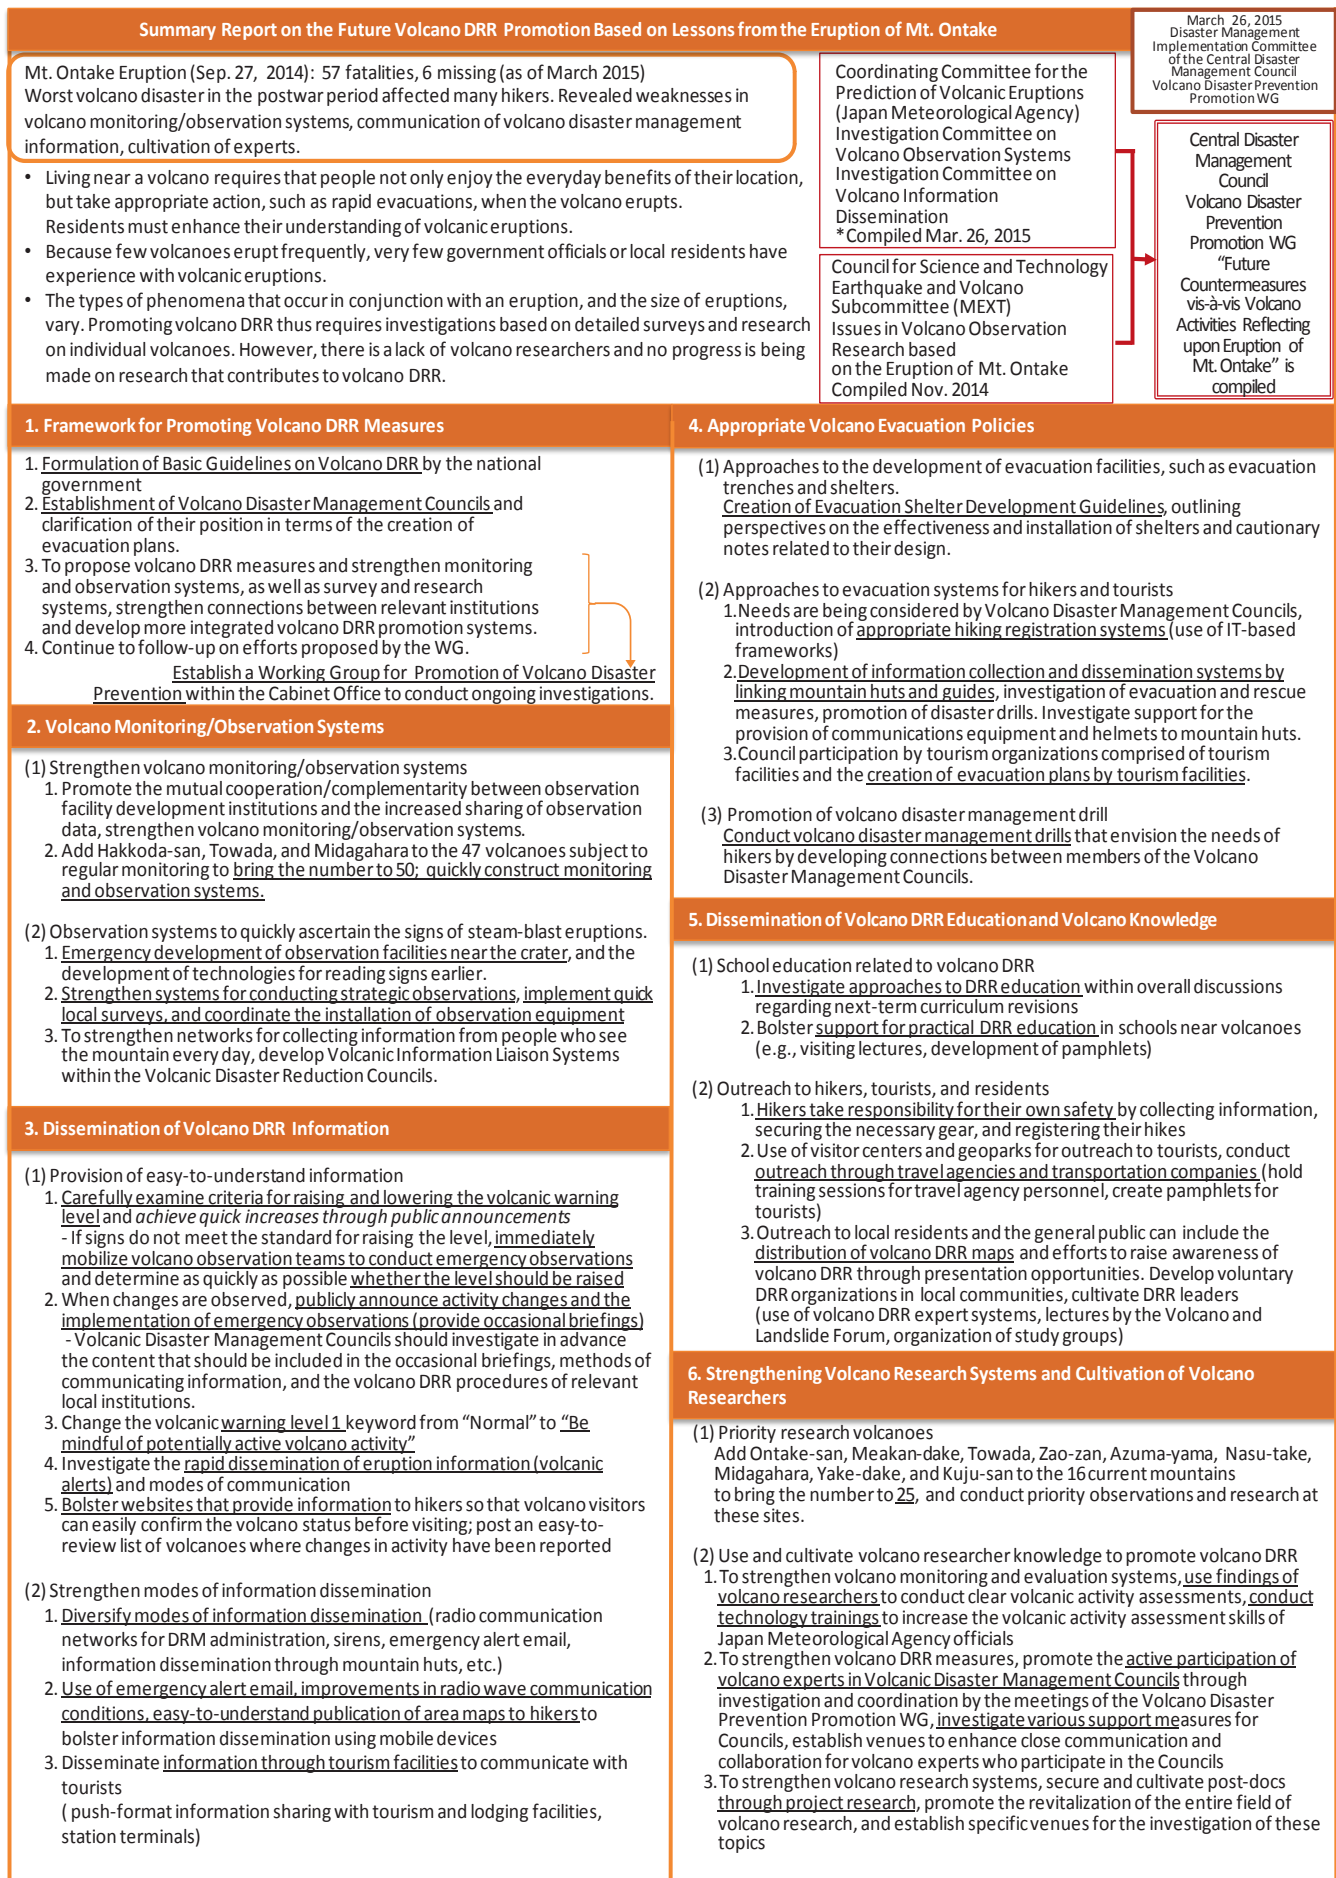 Summary Report on the Future Volcano DRR Promotion Based on Lessons from the Eruption of Mt. Ontake
March 26, 2015
Disaster Management
Implementation Committee
of the Central Disaster
Management Council
Volcano Disaster Prevention
Promotion WG
Mt. Ontake Eruption (Sep. 27, 2014): 57 fatalities, 6 missing (as of March 2015)
Worst volcano disaster in the postwar period affected many hikers. Revealed weaknesses in
volcano monitoring/observation systems, communication of volcano disaster management
information, cultivation of experts.
• Living near a volcano requires that people not only enjoy the everyday benefits of their location,
but take appropriate action, such as rapid evacuations, when the volcano erupts.
Residents must enhance their understanding of volcanic eruptions.
• Because few volcanoes erupt frequently, very few government officials or local residents have
experience with volcanic eruptions.
• The types of phenomena that occur in conjunction with an eruption, and the size of eruptions,
vary. Promoting volcano DRR thus requires investigations based on detailed surveys and research
on individual volcanoes. However, there is a lack of volcano researchers and no progress is being
made on research that contributes to volcano DRR.
Coordinating Committee for the
Prediction of Volcanic Eruptions
(Japan Meteorological Agency)
Investigation Committee on
Volcano Observation Systems
Investigation Committee on
Volcano Information
Dissemination
*Compiled Mar. 26, 2015
Council for Science and Technology
Earthquake and Volcano
Subcommittee (MEXT)
Issues in Volcano Observation
Research based
on the Eruption of Mt. Ontake
Compiled Nov. 2014
Central Disaster
Management
Council
Volcano Disaster
Prevention
Promotion WG
“Future
Countermeasures
vis-à-vis Volcano
Activities Reflecting
upon Eruption of
Mt. Ontake” is
compiled
1. Framework for Promoting Volcano DRR Measures
1. Formulation of Basic Guidelines on Volcano DRR by the national
government
2. Establishment of Volcano Disaster Management Councils and
clarification of their position in terms of the creation of
evacuation plans.
3. To propose volcano DRR measures and strengthen monitoring
and observation systems, as well as survey and research
systems, strengthen connections between relevant institutions
and develop more integrated volcano DRR promotion systems.
4. Continue to follow-up on efforts proposed by the WG.
Establish a Working Group for Promotion of Volcano Disaster
Prevention within the Cabinet Office to conduct ongoing investigations.
2. Volcano Monitoring/Observation Systems
(1) Strengthen volcano monitoring/observation systems
1. Promote the mutual cooperation/complementarity between observation
facility development institutions and the increased sharing of observation
data, strengthen volcano monitoring/observation systems.
2. Add Hakkoda-san, Towada, and Midagahara to the 47 volcanoes subject to
regular monitoring to bring the number to 50; quickly construct monitoring
and observation systems.
(2) Observation systems to quickly ascertain the signs of steam-blast eruptions.
1. Emergency development of observation facilities near the crater, and the
development of technologies for reading signs earlier.
2. Strengthen systems for conducting strategic observations, implement quick
local surveys, and coordinate the installation of observation equipment
3. To strengthen networks for collecting information from people who see
the mountain every day, develop Volcanic Information Liaison Systems
within the Volcanic Disaster Reduction Councils.
3. Dissemination of Volcano DRR Information
(1) Provision of easy-to-understand information
1. Carefully examine criteria for raising and lowering the volcanic warning
level and achieve quick increases through public announcements
- If signs do not meet the standard for raising the level, immediately
mobilize volcano observation teams to conduct emergency observations
and determine as quickly as possible whether the level should be raised
2. When changes are observed, publicly announce activity changes and the
implementation of emergency observations (provide occasional briefings)
- Volcanic Disaster Management Councils should investigate in advance
the content that should be included in the occasional briefings, methods of
communicating information, and the volcano DRR procedures of relevant
local institutions.
3. Change the volcanic warning level 1 keyword from “Normal” to “Be
mindful of potentially active volcano activity”
4. Investigate the rapid dissemination of eruption information (volcanic
alerts) and modes of communication
5. Bolster websites that provide information to hikers so that volcano visitors
can easily confirm the volcano status before visiting; post an easy-to-
review list of volcanoes where changes in activity have been reported
(2) Strengthen modes of information dissemination
1. Diversify modes of information dissemination (radio communication
networks for DRM administration, sirens, emergency alert email,
information dissemination through mountain huts, etc.)
2. Use of emergency alert email, improvements in radio wave communication
conditions, easy-to-understand publication of area maps to hikers to
bolster information dissemination using mobile devices
3. Disseminate information through tourism facilities to communicate with
tourists
( push-format information sharing with tourism and lodging facilities,
station terminals)
4. Appropriate Volcano Evacuation Policies
(1) Approaches to the development of evacuation facilities, such as evacuation
trenches and shelters.
Creation of Evacuation Shelter Development Guidelines, outlining
perspectives on the effectiveness and installation of shelters and cautionary
notes related to their design.
(2) Approaches to evacuation systems for hikers and tourists
1.Needs are being considered by Volcano Disaster Management Councils,
introduction of appropriate hiking registration systems (use of IT-based
frameworks)
2.Development of information collection and dissemination systems by
linking mountain huts and guides, investigation of evacuation and rescue
measures, promotion of disaster drills. Investigate support for the
provision of communications equipment and helmets to mountain huts.
3.Council participation by tourism organizations comprised of tourism
facilities and the creation of evacuation plans by tourism facilities.
(3) Promotion of volcano disaster management drill
Conduct volcano disaster management drills that envision the needs of
hikers by developing connections between members of the Volcano
Disaster Management Councils.
5. Dissemination of Volcano DRR Education and Volcano Knowledge
(1) School education related to volcano DRR
1. Investigate approaches to DRR education within overall discussions
regarding next-term curriculum revisions
2. Bolster support for practical DRR education in schools near volcanoes
(e.g., visiting lectures, development of pamphlets)
(2) Outreach to hikers, tourists, and residents
1. Hikers take responsibility for their own safety by collecting information,
securing the necessary gear, and registering their hikes
2. Use of visitor centers and geoparks for outreach to tourists, conduct
outreach through travel agencies and transportation companies (hold
training sessions for travel agency personnel, create pamphlets for
tourists)
3. Outreach to local residents and the general public can include the
distribution of volcano DRR maps and efforts to raise awareness of
volcano DRR through presentation opportunities. Develop voluntary
DRR organizations in local communities, cultivate DRR leaders
(use of volcano DRR expert systems, lectures by the Volcano and
Landslide Forum, organization of study groups)
6. Strengthening Volcano Research Systems and Cultivation of Volcano
Researchers
(1) Priority research volcanoes
Add Ontake-san, Meakan-dake, Towada, Zao-zan, Azuma-yama, Nasu-take,
Midagahara, Yake-dake, and Kuju-san to the 16 current mountains
to bring the number to 25, and conduct priority observations and research at
these sites.
(2) Use and cultivate volcano researcher knowledge to promote volcano DRR
1. To strengthen volcano monitoring and evaluation systems, use findings of
volcano researchers to conduct clear volcanic activity assessments, conduct
technology trainings to increase the volcanic activity assessment skills of
Japan Meteorological Agency officials
2. To strengthen volcano DRR measures, promote the active participation of
volcano experts in Volcanic Disaster Management Councils through
investigation and coordination by the meetings of the Volcano Disaster
Prevention Promotion WG, investigate various support measures for
Councils, establish venues to enhance close communication and
collaboration for volcano experts who participate in the Councils
3. To strengthen volcano research systems, secure and cultivate post-docs
through project research, promote the revitalization of the entire field of
volcano research, and establish specific venues for the investigation of these
topics